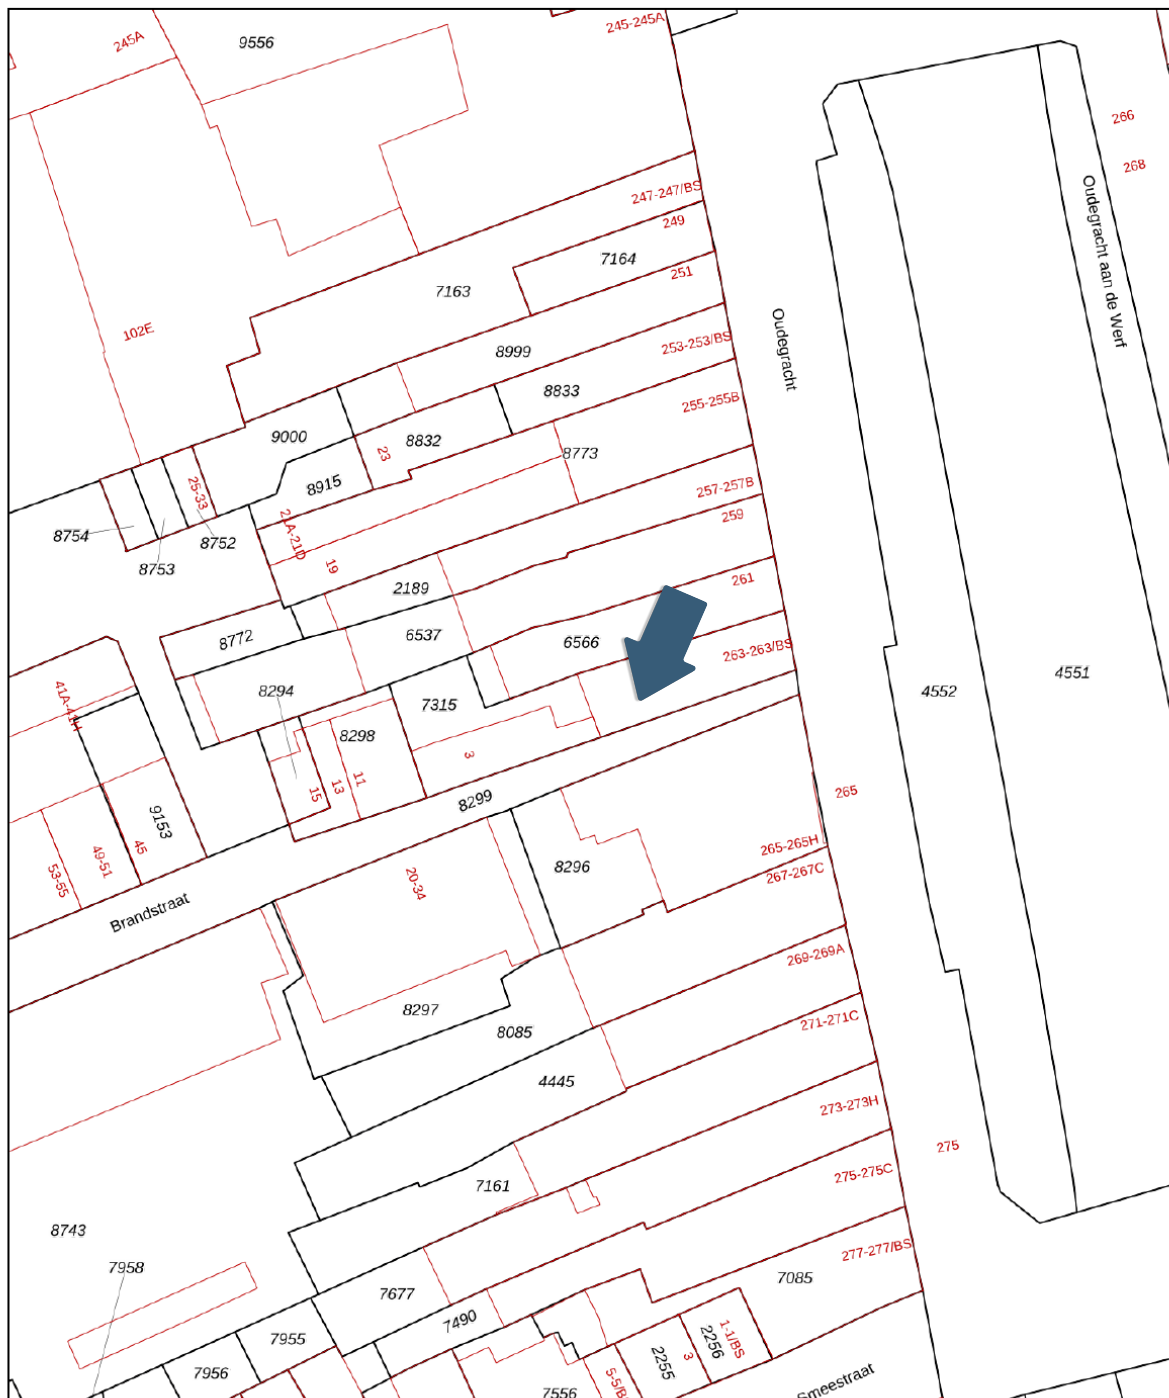 245-245A
245A
9556
266
268
247-247/BS
249
7164
251
7163
Oudegracht aan de Werf
102E
Oudegracht
253-253/BS
8999
8833
255-255B
9000
8832
23
8773
8915
257-257B
25-33
259
8754
8752
21A-21D
8753
19
2189
261
8772
6537
6566
263-263/BS
4551
4552
8294
41A-41H
7315
8298
3
11
13
15
8299
265
9153
45
265-265H
49-51
8296
267-267C
53-55
20-34
Brandstraat
269-269A
8297
271-271C
8085
4445
273-273H
275
275-275C
7161
8743
277-277/BS
7958
7085
7677
7490
7955
1-1/BS
2256
3
2255
7956
5-5/B
7556
Smeestraat